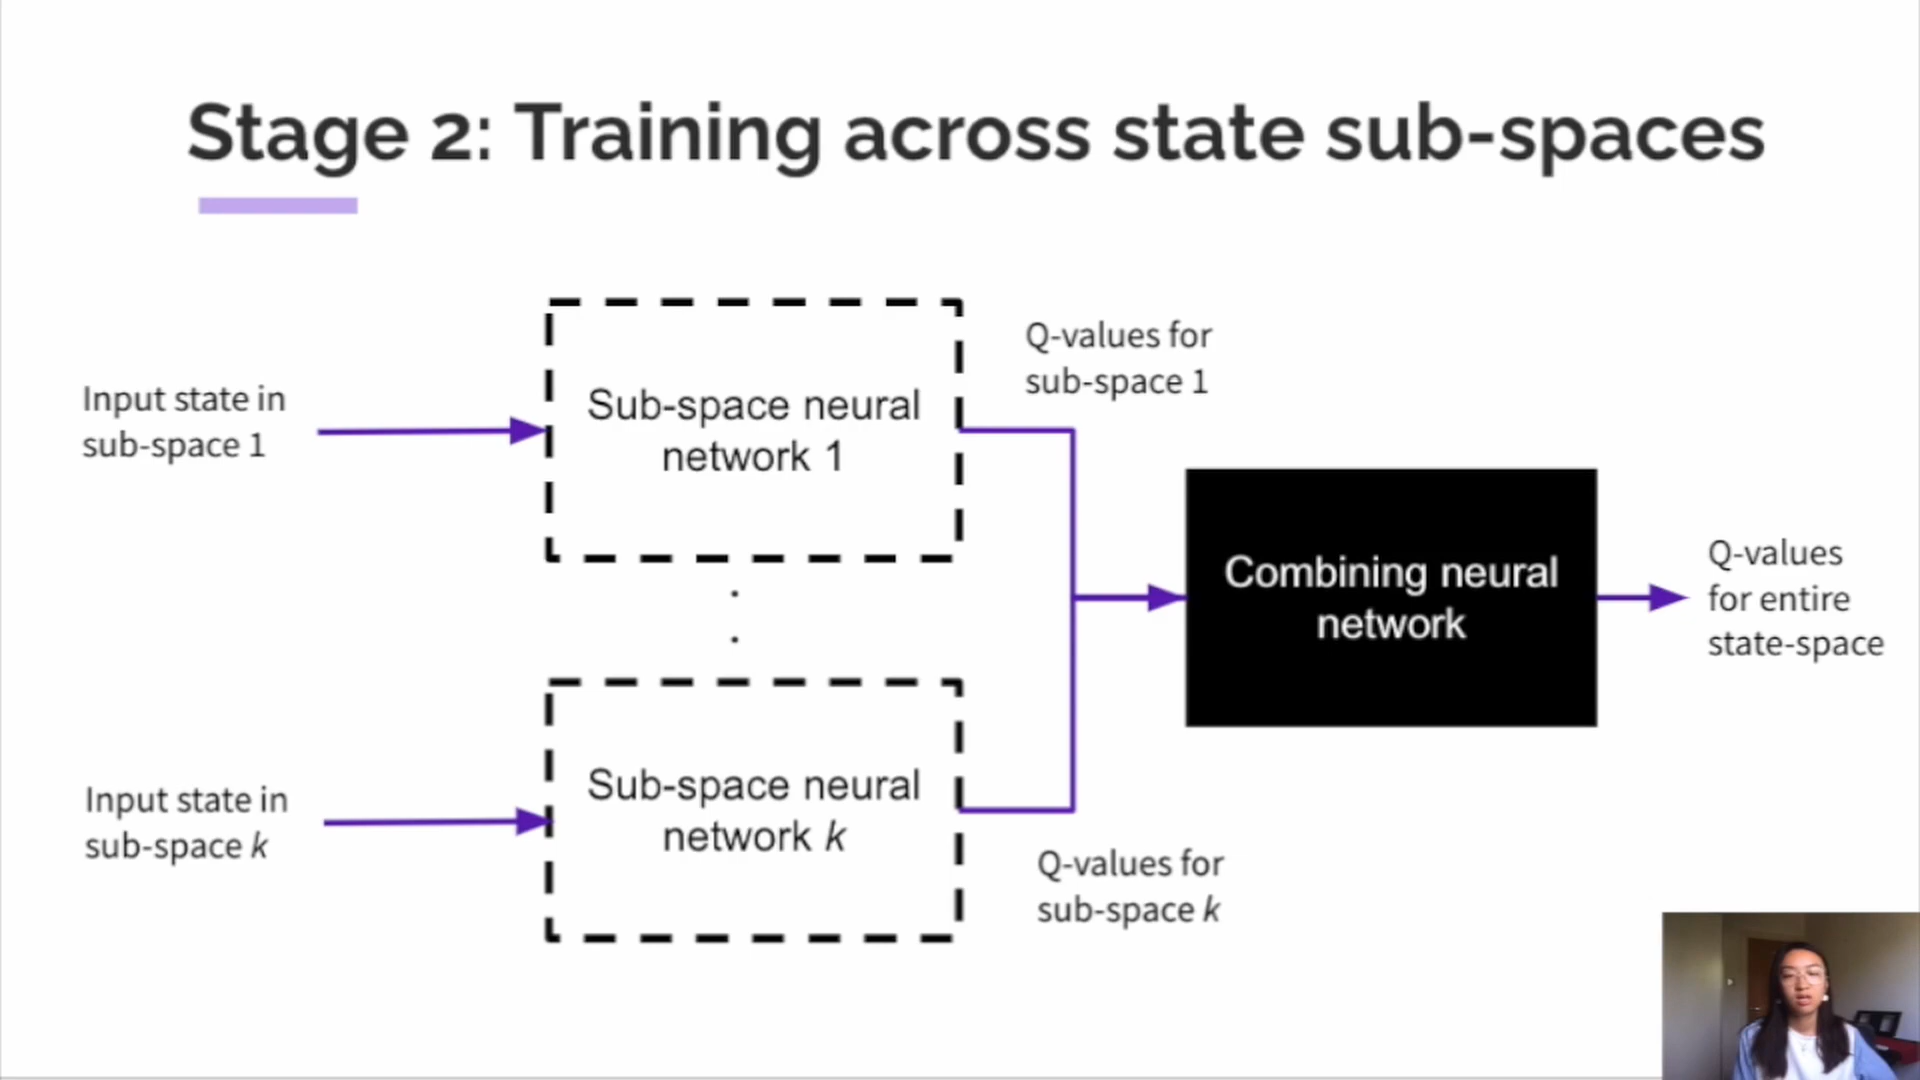 Stage 2: Training across state sub-spaces
Input state in
sub-space 1
Sub-space neural
network 1
Q-values for
sub-space 1
Combining neural
network
Q-values
for entire
state-space
Input state in
sub-space k
Sub-space neural
network k
Q-values for
sub-space k